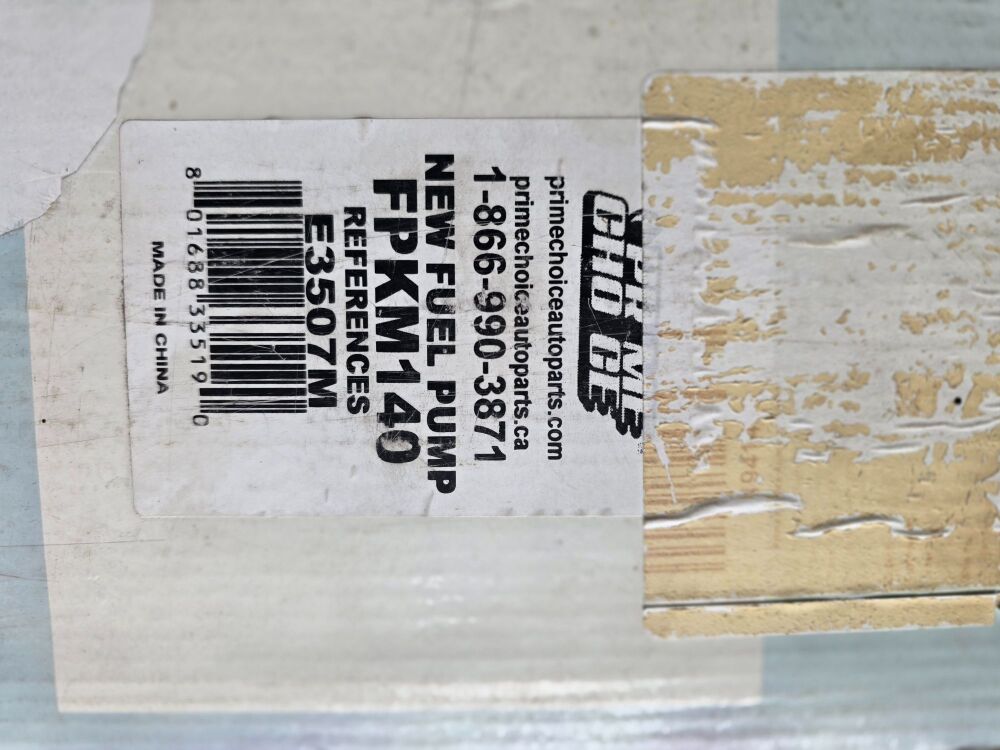 CHOICE
primechoiceautoparts.com
primechoiceautoparts.ca
1-866-990-3871
NEW FUEL PUMP
FPKM140
REFERENCES
E3507M
8 01688 33519 0
MADE IN CHINA